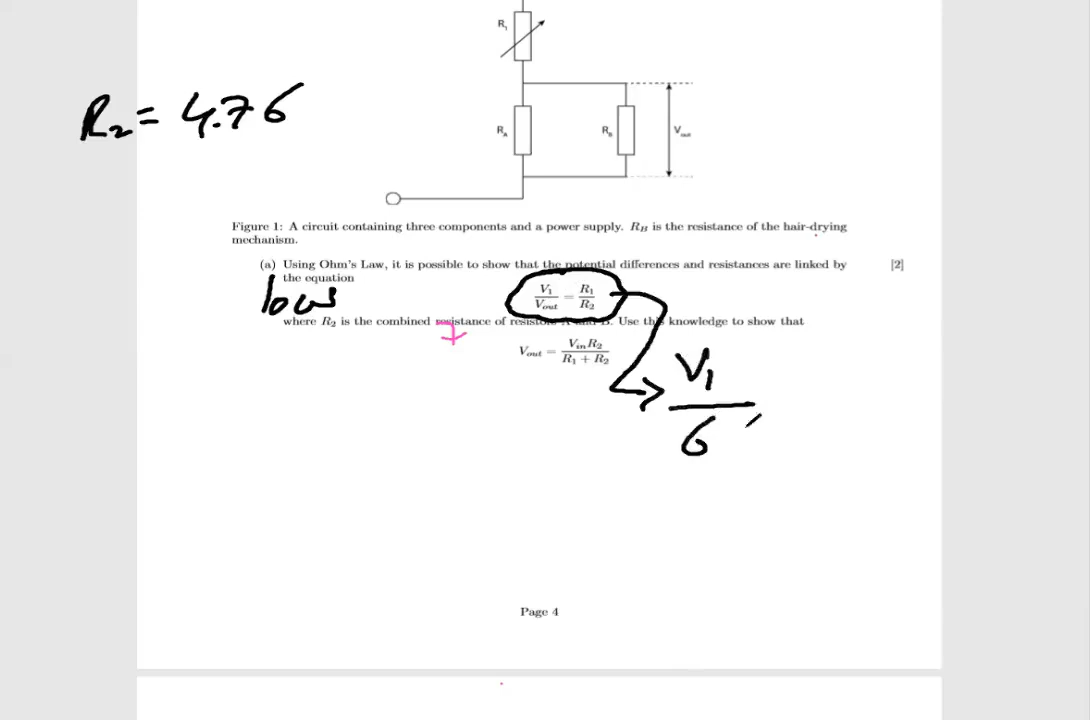 R₁
R₂ = 4.76
R_A
R_B
V_out
Figure 1: A circuit containing three components and a power supply. R_B is the resistance of the hair-drying
mechanism.
(a) Using Ohm's Law, it is possible to show that the potential differences and resistances are linked by [2]
the equation
V₁/V_out = R₁/R₂
where R₂ is the combined resistance of resistors A and B. Use this knowledge to show that
V_out = V_in R₂/(R₁ + R₂)
V₁/6
Page 4